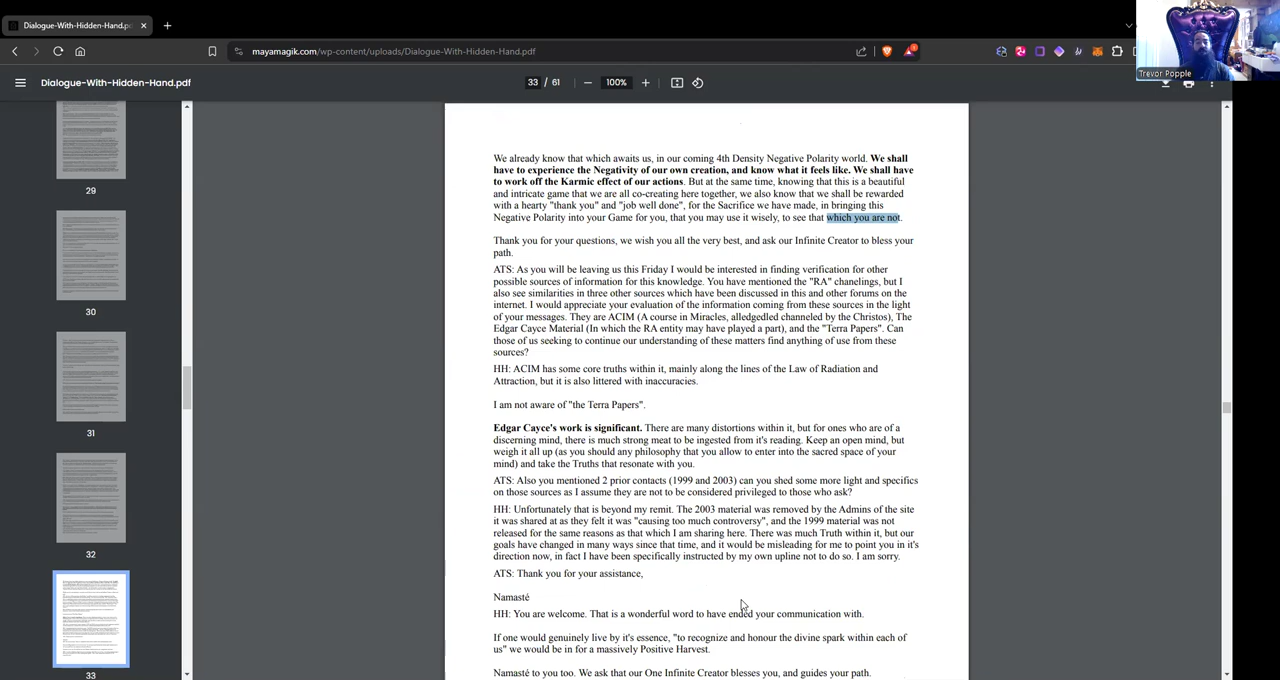 Dialogue-With-Hidden-Hand.pd
mayamagik.com/wp-content/uploads/Dialogue-With-Hidden-Hand.pdf
Trevor Popple
Dialogue-With-Hidden-Hand.pdf
33 / 61
100%
29
30
31
32
33
We already know that which awaits us, in our coming 4th Density Negative Polarity world. We shall
have to experience the Negativity of our own creation, and know what it feels like. We shall have
to work off the Karmic effect of our actions. But at the same time, knowing that this is a beautiful
and intricate game that we are all co-creating here together, we also know that we shall be rewarded
with a hearty "thank you" and "job well done", for the Sacrifice we have made, in bringing this
Negative Polarity into your Game for you, that you may use it wisely, to see that which you are not.
Thank you for your questions, we wish you all the very best, and ask our Infinite Creator to bless your
path.
ATS: As you will be leaving us this Friday I would be interested in finding verification for other
possible sources of information for this knowledge. You have mentioned the "RA" chanelings, but I
also see similarities in three other sources which have been discussed in this and other forums on the
internet. I would appreciate your evaluation of the information coming from these sources in the light
of your messages. They are ACIM (A course in Miracles, alledgedled channeled by the Christos), The
Edgar Cayce Material (In which the RA entity may have played a part), and the "Terra Papers". Can
those of us seeking to continue our understanding of these matters find anything of use from these
sources?
HH: ACIM has some core truths within it, mainly along the lines of the Law of Radiation and
Attraction, but it is also littered with inaccuracies.
I am not aware of "the Terra Papers".
Edgar Cayce's work is significant. There are many distortions within it, but for ones who are of a
discerning mind, there is much strong meat to be ingested from it's reading. Keep an open mind, but
weigh it all up (as you should any philosophy that you allow to enter into the sacred space of your
mind) and take the Truths that resonate with you.
ATS: Also you mentioned 2 prior contacts (1999 and 2003) can you shed some more light and specifics
on those sources as I assume they are not to be considered privileged to those who ask?
HH: Unfortunately that is beyond my remit. The 2003 material was removed by the Admins of the site
it was shared at as they felt it was "causing too much controversy", and the 1999 material was not
released for the same reasons as that which I am sharing here. There was much Truth within it, but our
goals have changed in many ways since that time, and it would be misleading for me to point you in it's
direction now, in fact I have been specifically instructed by my own upline not to do so. I am sorry.
ATS: Thank you for your assistance,
Namaste
HH: You are welcome. That is a wonderful word to have ended your communication with.
If you all genuinely live by it's essence, "to recognize and honor the divine spark within each of
us" we would be in for a massively Positive Harvest.
Namasté to you too. We ask that our One Infinite Creator blesses you, and guides your path.